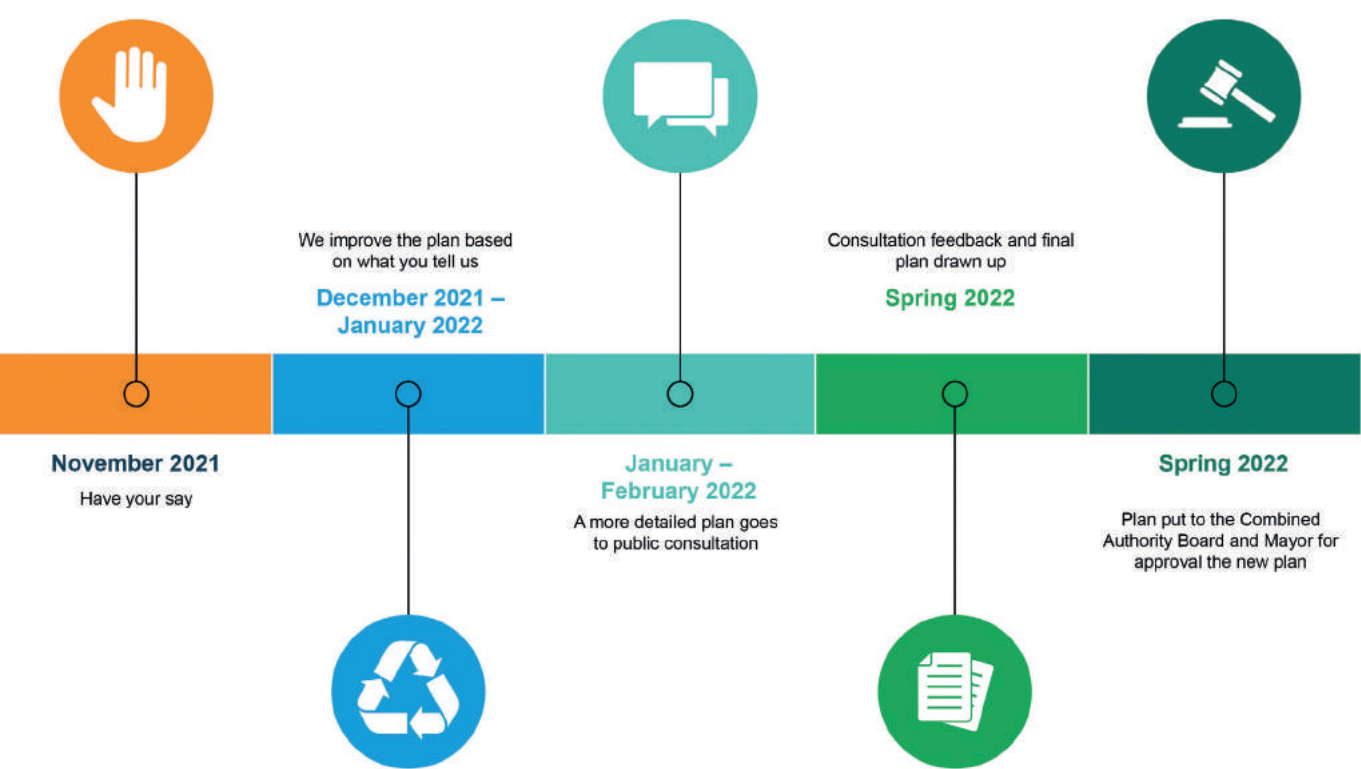 November 2021
Have your say
We improve the plan based
on what you tell us
December 2021 –
January 2022
January –
February 2022
A more detailed plan goes
to public consultation
Consultation feedback and final
plan drawn up
Spring 2022
Spring 2022
Plan put to the Combined
Authority Board and Mayor for
approval the new plan